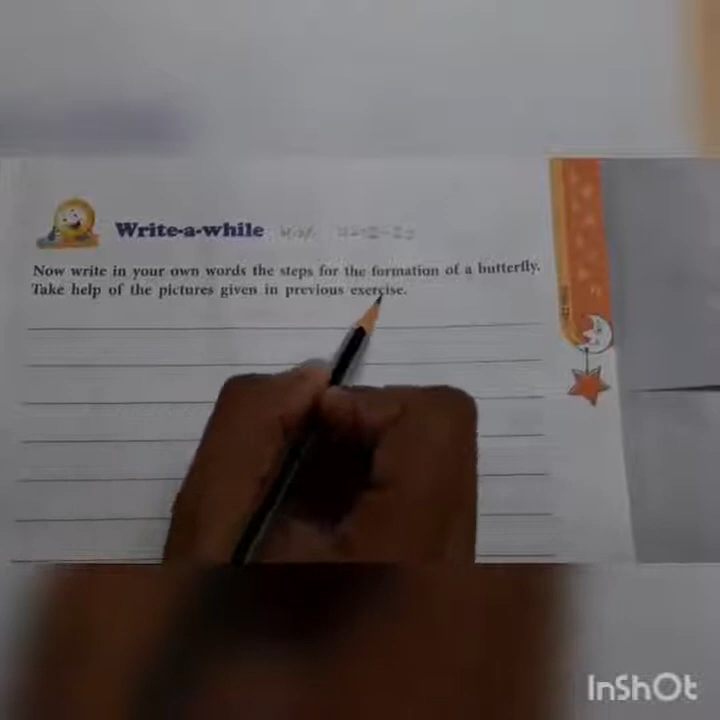 Write-a-while
Now write in your own words the steps for the formation of a butterfly.
Take help of the pictures given in previous exercise.
InShOt